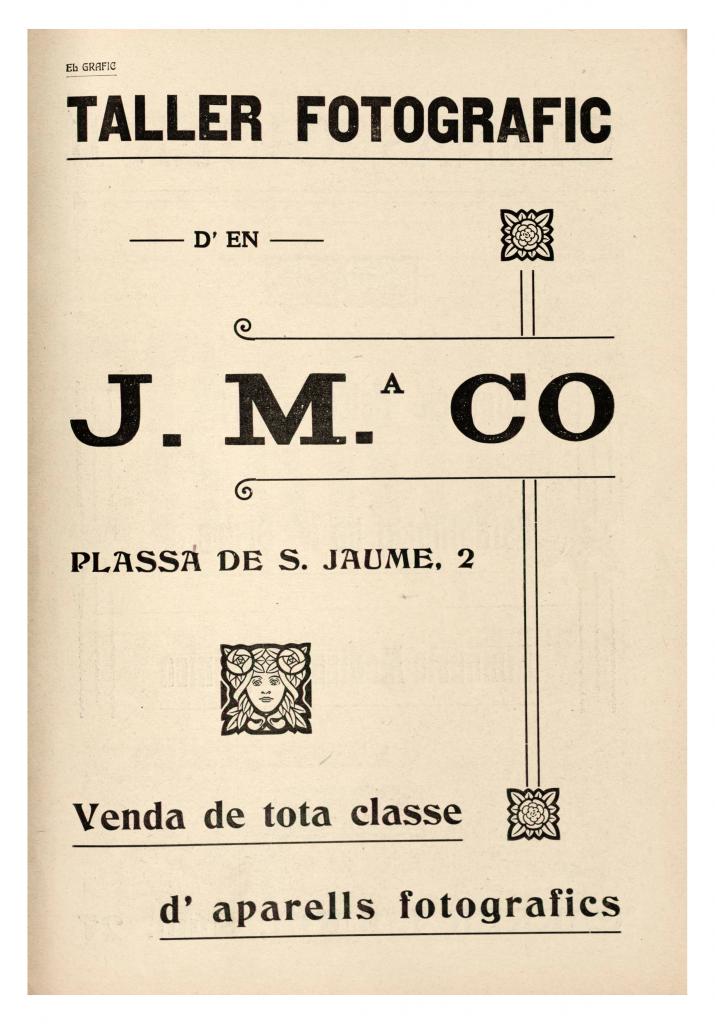 EL GRAFIC
TALLER FOTOGRAFIC
D' EN
J. M.ᴬ CO
PLASSA DE S. JAUME, 2
Venda de tota classe
d' aparells fotografics